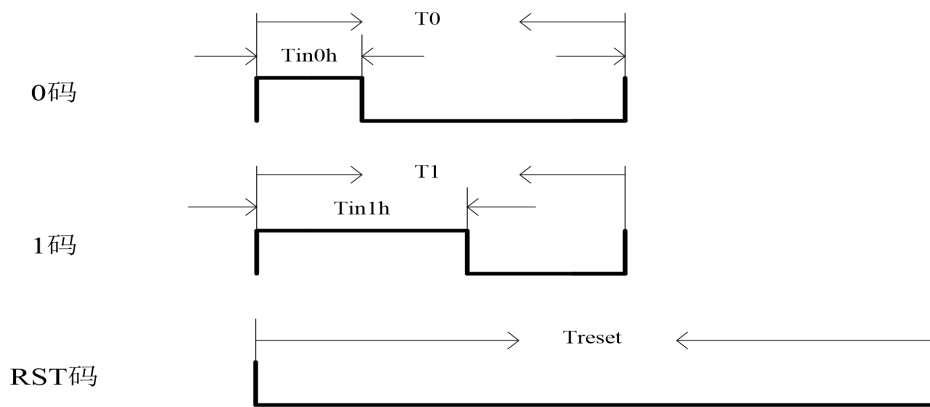 T0
Tin0h
0码
T1
Tin1h
1码
Treset
RST码